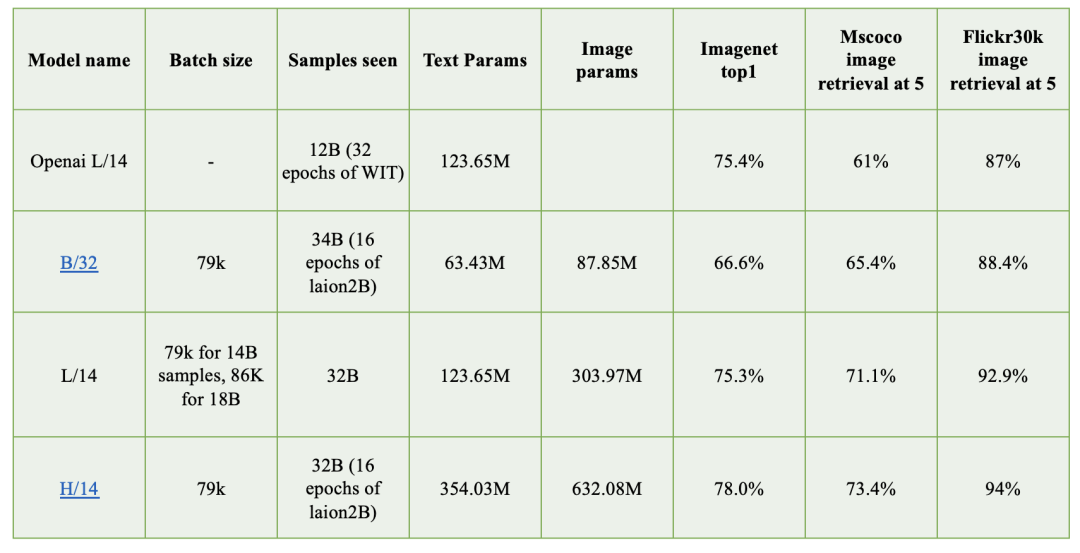 Model name
Batch size
Samples seen
Text Params
Image
params
Imagenet
top1
Mscoco
image
retrieval at 5
Flickr30k
image
retrieval at 5
Openai L/14
-
12B (32
epochs of WIT)
123.65M
75.4%
61%
87%
B/32
79k
34B (16
epochs of
laion2B)
63.43M
87.85M
66.6%
65.4%
88.4%
L/14
79k for 14B
samples, 86K
for 18B
32B
123.65M
303.97M
75.3%
71.1%
92.9%
H/14
79k
32B (16
epochs of
laion2B)
354.03M
632.08M
78.0%
73.4%
94%